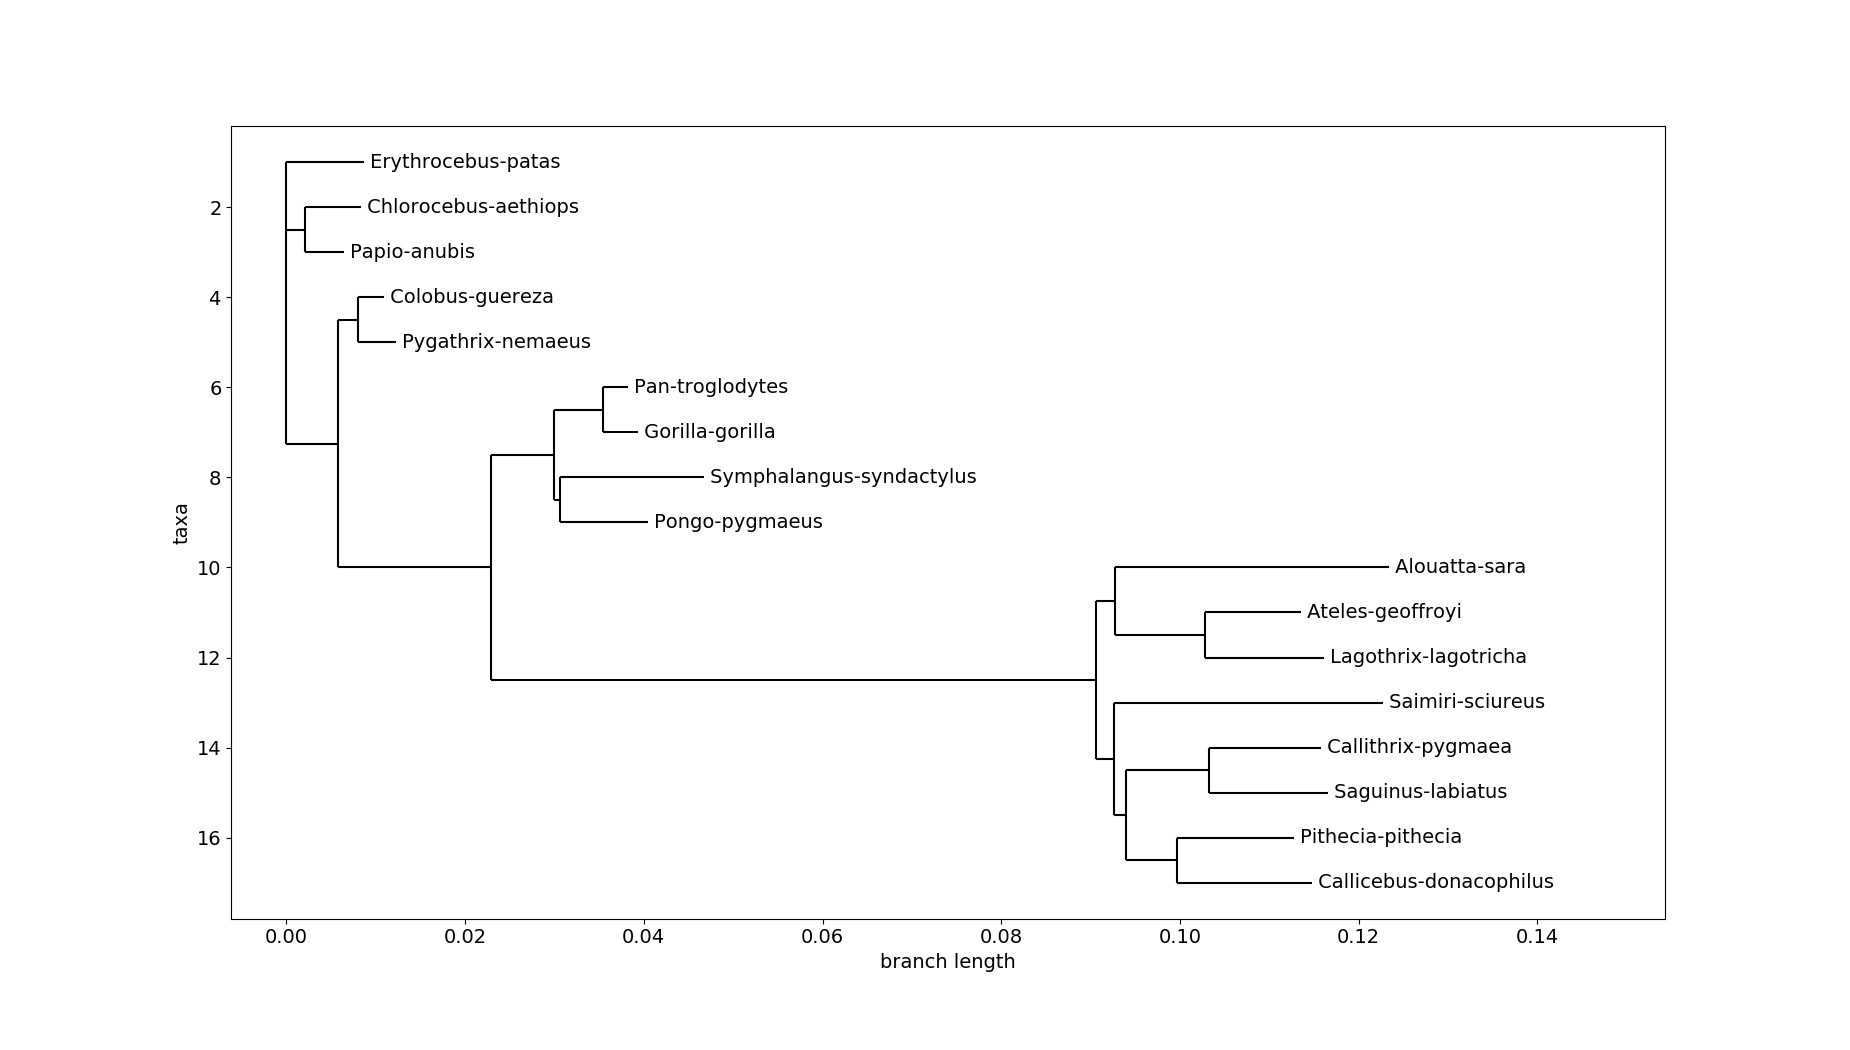 Erythrocebus-patas
Chlorocebus-aethiops
Papio-anubis
Colobus-guereza
Pygathrix-nemaeus
Pan-troglodytes
Gorilla-gorilla
Symphalangus-syndactylus
Pongo-pygmaeus
Alouatta-sara
Ateles-geoffroyi
Lagothrix-lagotricha
Saimiri-sciureus
Callithrix-pygmaea
Saguinus-labiatus
Pithecia-pithecia
Callicebus-donacophilus
2
4
6
8
10
12
14
16
taxa
0.00 0.02 0.04 0.06 0.08 0.10 0.12 0.14
branch length